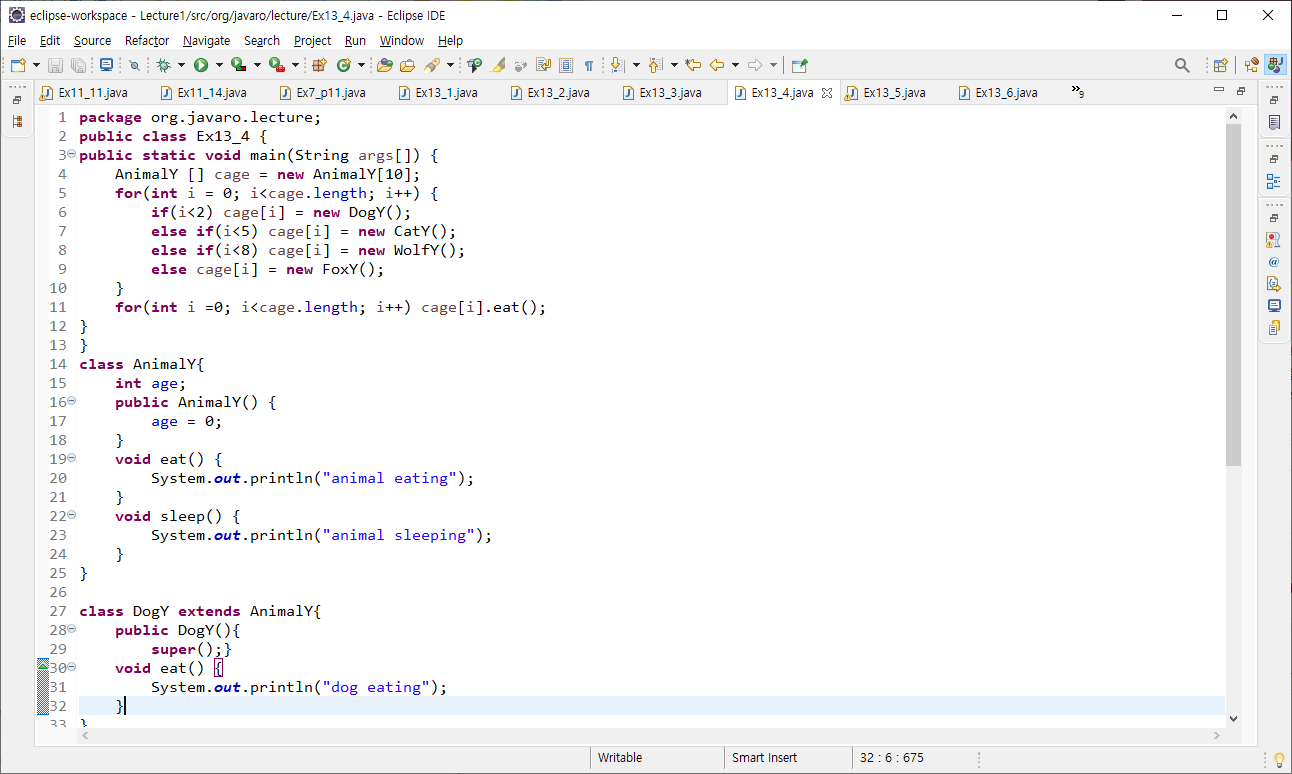 eclipse-workspace - Lecture1/src/org/javaro/lecture/Ex13_4.java - Eclipse IDE
File Edit Source Refactor Navigate Search Project Run Window Help
Ex11_11.java Ex11_14.java Ex7_p11.java Ex13_1.java Ex13_2.java Ex13_3.java Ex13_4.java Ex13_5.java Ex13_6.java »9
1 package org.javaro.lecture;
2 public class Ex13_4 {
3 public static void main(String args[]) {
4 AnimalY [] cage = new AnimalY[10];
5 for(int i = 0; i<cage.length; i++) {
6 if(i<2) cage[i] = new DogY();
7 else if(i<5) cage[i] = new CatY();
8 else if(i<8) cage[i] = new WolfY();
9 else cage[i] = new FoxY();
10 }
11 for(int i =0; i<cage.length; i++) cage[i].eat();
12 }
13 }
14 class AnimalY{
15 int age;
16 public AnimalY() {
17 age = 0;
18 }
19 void eat() {
20 System.out.println("animal eating");
21 }
22 void sleep() {
23 System.out.println("animal sleeping");
24 }
25 }
26
27 class DogY extends AnimalY{
28 public DogY(){
29 super();}
30 void eat() {
31 System.out.println("dog eating");
32 }
33 }
Writable Smart Insert 32 : 6 : 675